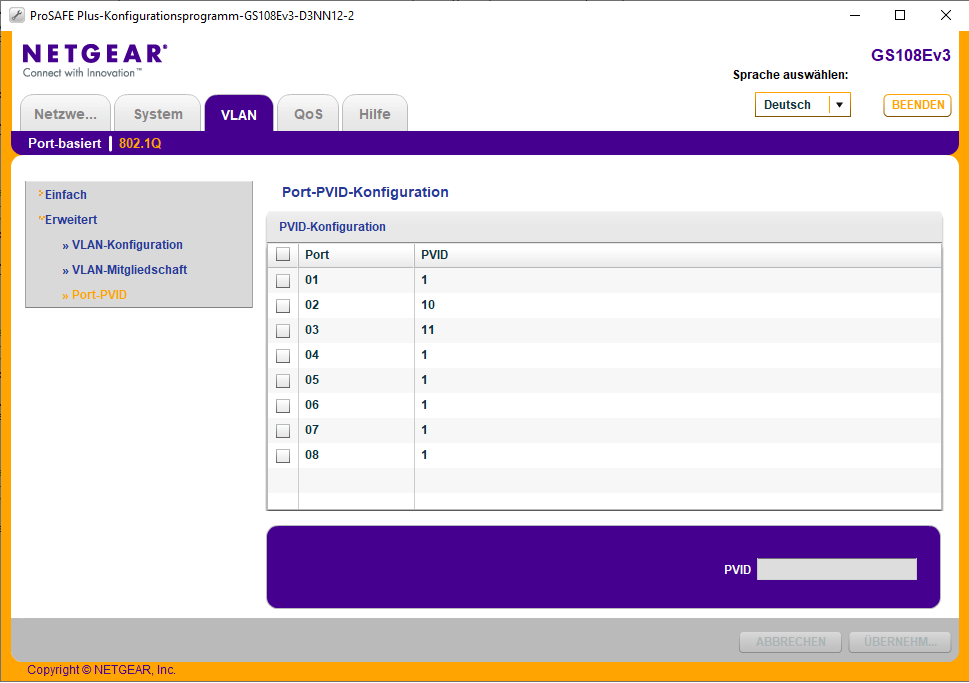 ProSAFE Plus-Konfigurationsprogramm-GS108Ev3-D3NN12-2
NETGEAR®
Connect with Innovation™
GS108Ev3
Sprache auswählen:
Deutsch
BEENDEN
Netzwe... System VLAN QoS Hilfe
Port-basiert | 802.1Q
Einfach
Erweitert
» VLAN-Konfiguration
» VLAN-Mitgliedschaft
» Port-PVID
Port-PVID-Konfiguration
PVID-Konfiguration
Port PVID
01 1
02 10
03 11
04 1
05 1
06 1
07 1
08 1
PVID
ABBRECHEN ÜBERNEHM...
Copyright © NETGEAR, Inc.